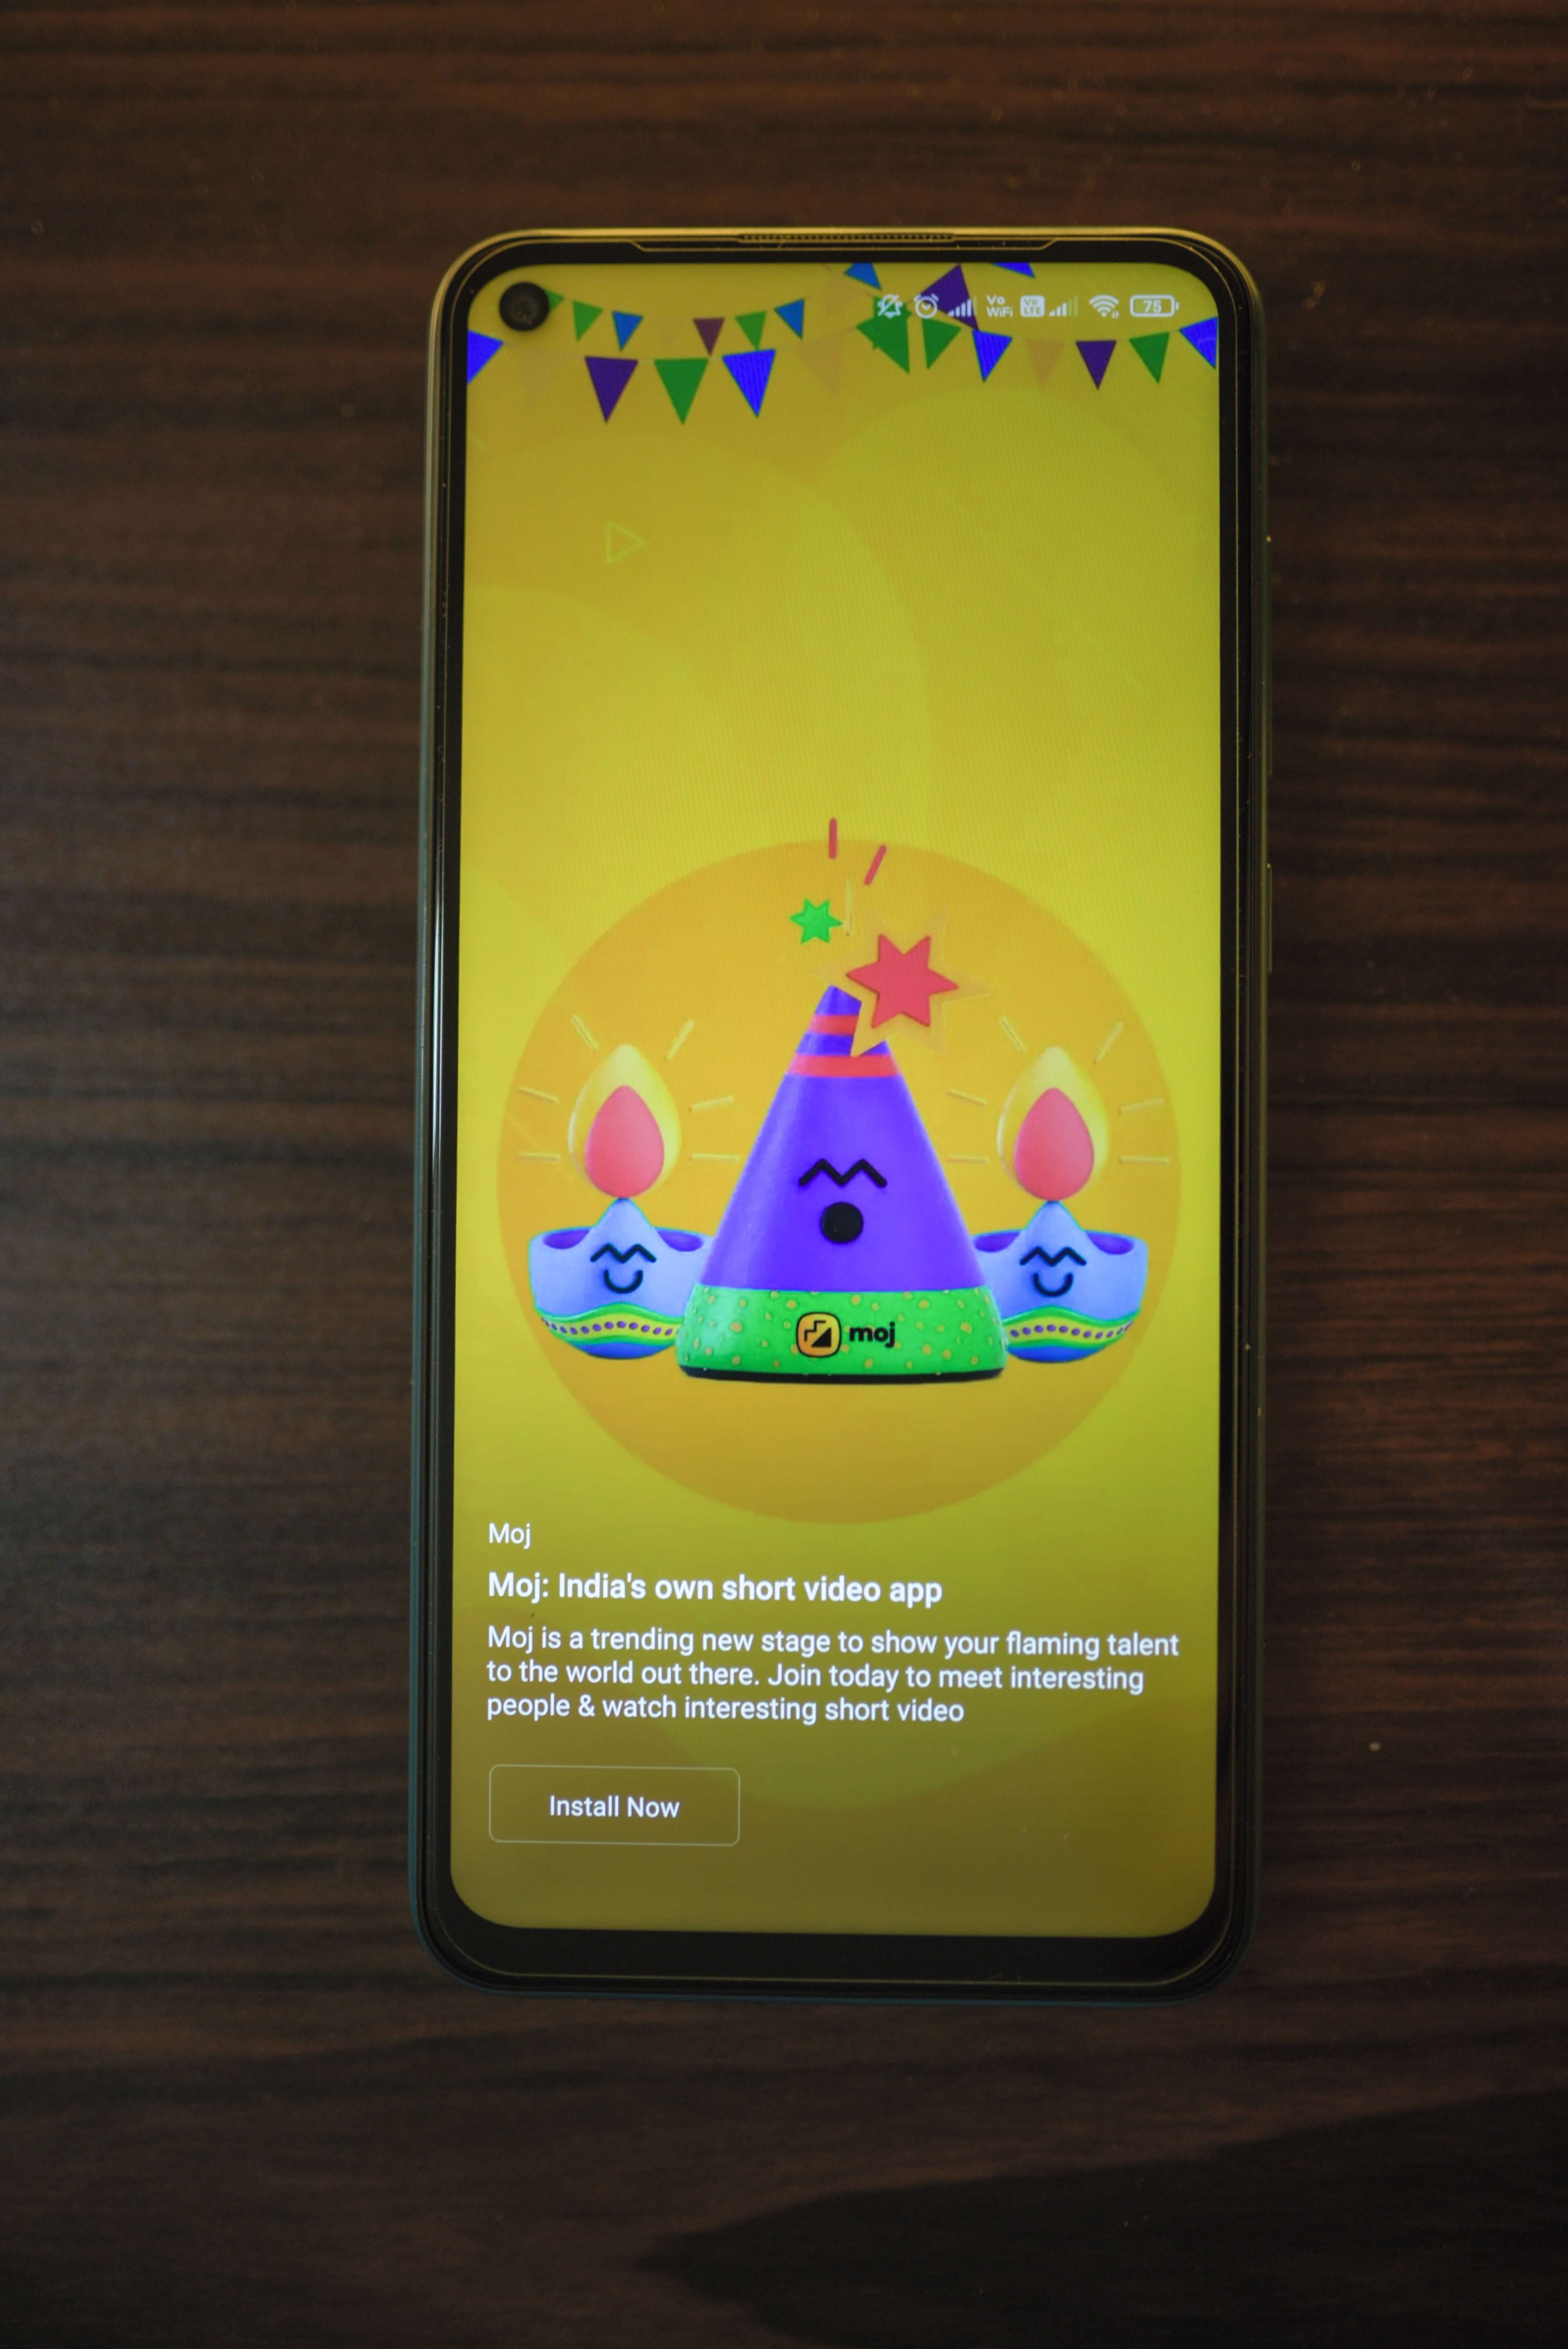 Vo
WiFi
Vo
LTE
75
moj
Moj
Moj: India's own short video app
Moj is a trending new stage to show your flaming talent
to the world out there. Join today to meet interesting
people & watch interesting short video
Install Now